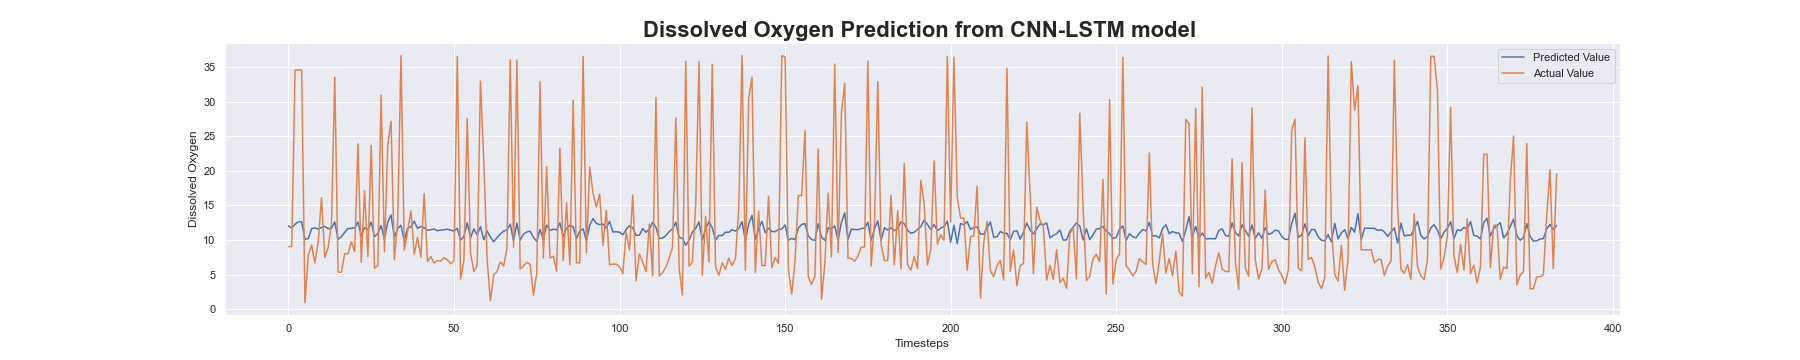 Dissolved Oxygen Prediction from CNN-LSTM model
Predicted Value
Actual Value
Dissolved Oxygen
35
30
25
20
15
10
5
0
0 50 100 150 200 250 300 350 400
Timesteps